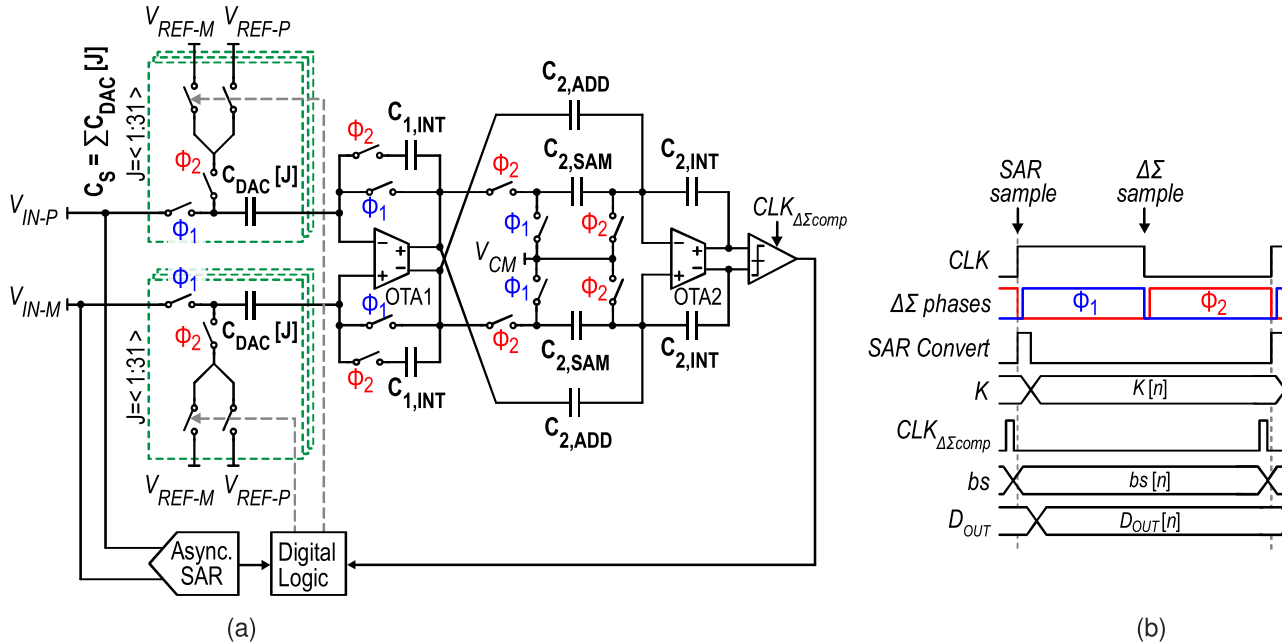 V_REF-M V_REF-P
C_S = ∑C_DAC [J]
J=< 1:31 >
Φ2
C_DAC [J]
V_IN-P
Φ1
Φ2
C_1,INT
Φ1
OTA1
Φ1
Φ2
C_1,INT
C_2,ADD
Φ2
C_2,SAM
C_2,INT
Φ1
Φ2
V_CM
Φ1
Φ2
Φ2
C_2,SAM
C_2,INT
OTA2
C_2,ADD
CLK_ΔΣcomp
V_IN-M
Φ1
Φ2
C_DAC [J]
J=< 1:31 >
V_REF-M V_REF-P
Async.
SAR
Digital
Logic
(a)
SAR
sample
ΔΣ
sample
CLK
ΔΣ phases Φ1 Φ2
SAR Convert
K K[n]
CLK_ΔΣcomp
bs bs[n]
D_OUT D_OUT[n]
(b)